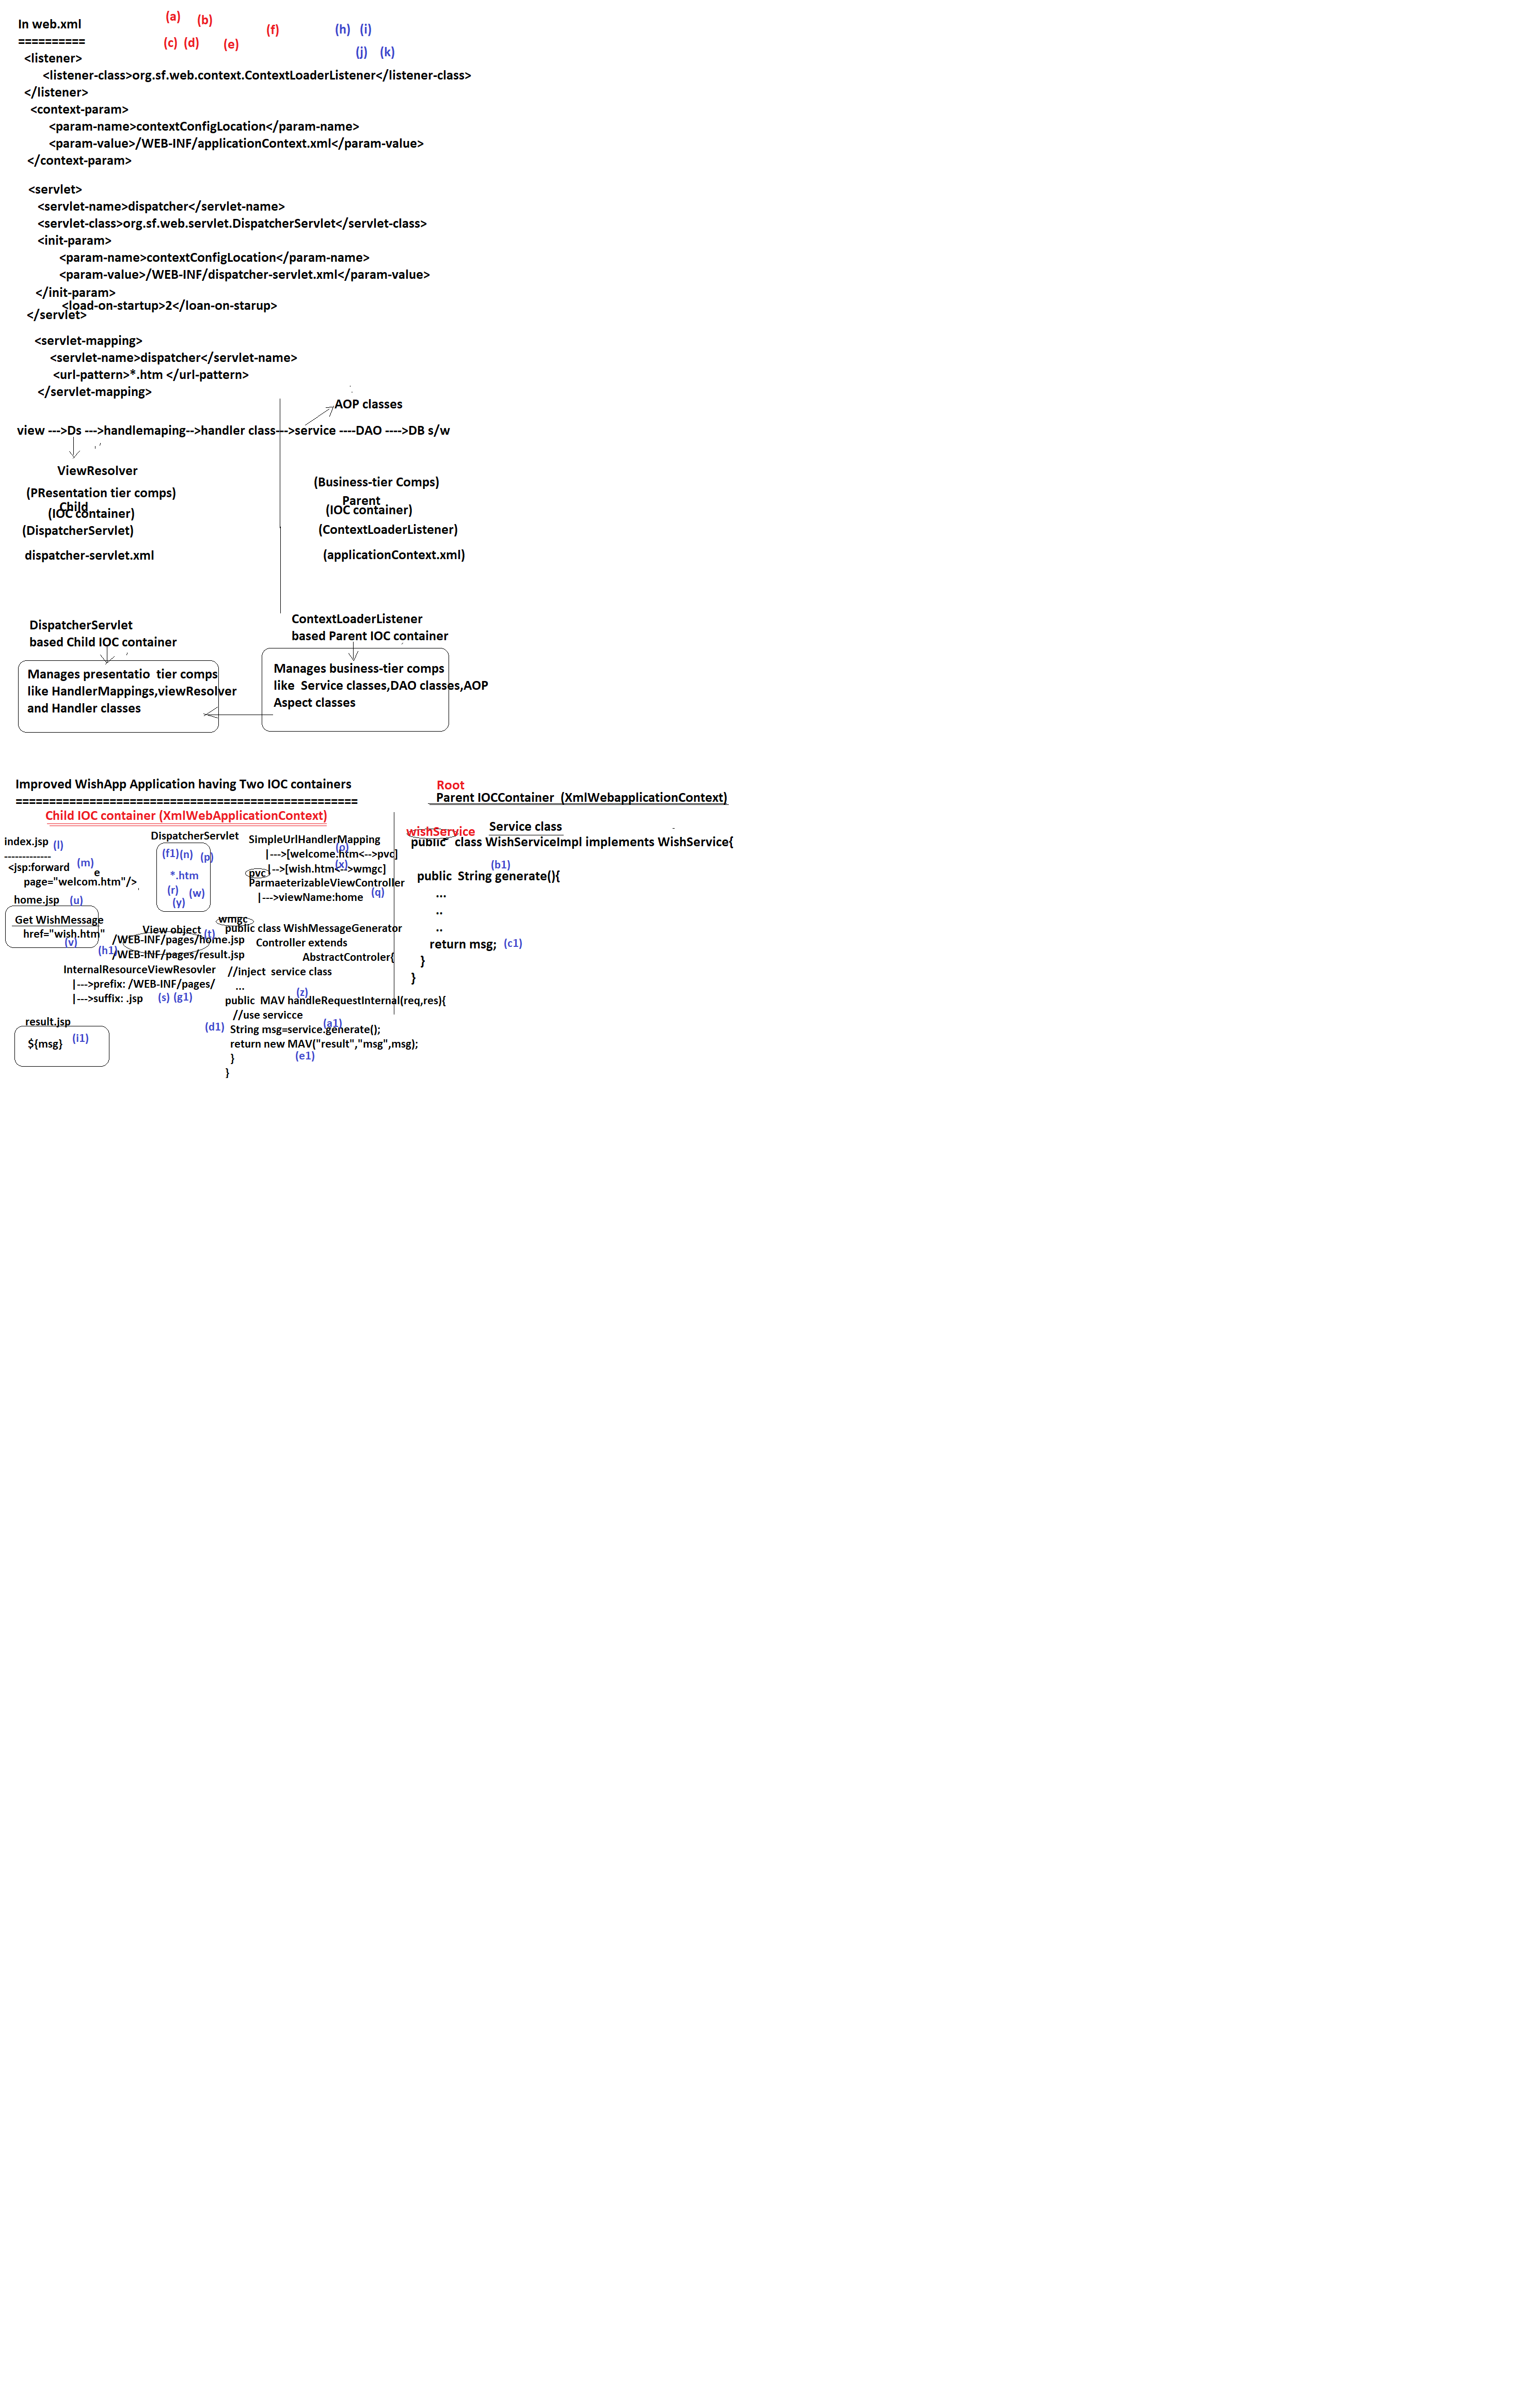 In web.xml
==========
(a) (b) (f) (h) (i)
(c) (d) (e) (j) (k)
<listener>
<listener-class>org.sf.web.context.ContextLoaderListener</listener-class>
</listener>
<context-param>
<param-name>contextConfigLocation</param-name>
<param-value>/WEB-INF/applicationContext.xml</param-value>
</context-param>
<servlet>
<servlet-name>dispatcher</servlet-name>
<servlet-class>org.sf.web.servlet.DispatcherServlet</servlet-class>
<init-param>
<param-name>contextConfigLocation</param-name>
<param-value>/WEB-INF/dispatcher-servlet.xml</param-value>
</init-param>
<load-on-startup>2</loan-on-starup>
</servlet>
<servlet-mapping>
<servlet-name>dispatcher</servlet-name>
<url-pattern>*.htm </url-pattern>
</servlet-mapping>
AOP classes
view --->Ds --->handlemaping-->handler class--->service ----DAO ---->DB s/w
ViewResolver
(PResentation tier comps)
Child
(IOC container)
(DispatcherServlet)
dispatcher-servlet.xml
(Business-tier Comps)
Parent
(IOC container)
(ContextLoaderListener)
(applicationContext.xml)
DispatcherServlet
based Child IOC container
Manages presentatio  tier comps
like HandlerMappings,viewResolver
and Handler classes
ContextLoaderListener
based Parent IOC container
Manages business-tier comps
like  Service classes,DAO classes,AOP
Aspect classes
Improved WishApp Application having Two IOC containers
===================================================
Child IOC container (XmlWebApplicationContext)
Root
Parent IOCContainer  (XmlWebapplicationContext)
index.jsp (l)
-------------
<jsp:forward (m)
e
page="welcom.htm"/>
home.jsp (u)
Get WishMessage
href="wish.htm"
(v)
DispatcherServlet
(f1)(n) (p)
*.htm
(r) (w)
(y)
SimpleUrlHandlerMapping
(o)
|--->[welcome.htm<-->pvc]
(x)
|-->[wish.htm<-->wmgc]
pvc
ParmaeterizableViewController
|--->viewName:home (q)
View object (t)
/WEB-INF/pages/home.jsp
(h1)
/WEB-INF/pages/result.jsp
InternalResourceViewResovler
|--->prefix: /WEB-INF/pages/
|--->suffix: .jsp (s) (g1)
result.jsp
${msg} (i1)
wmgc
public class WishMessageGenerator
Controller extends
AbstractControler{
//inject  service class
...
(z)
public  MAV handleRequestInternal(req,res){
//use servicce
(a1)
(d1) String msg=service.generate();
return new MAV("result","msg",msg);
} (e1)
}
wishService
Service class
public  class WishServiceImpl implements WishService{
(b1)
public  String generate(){
...
..
..
return msg; (c1)
}
}